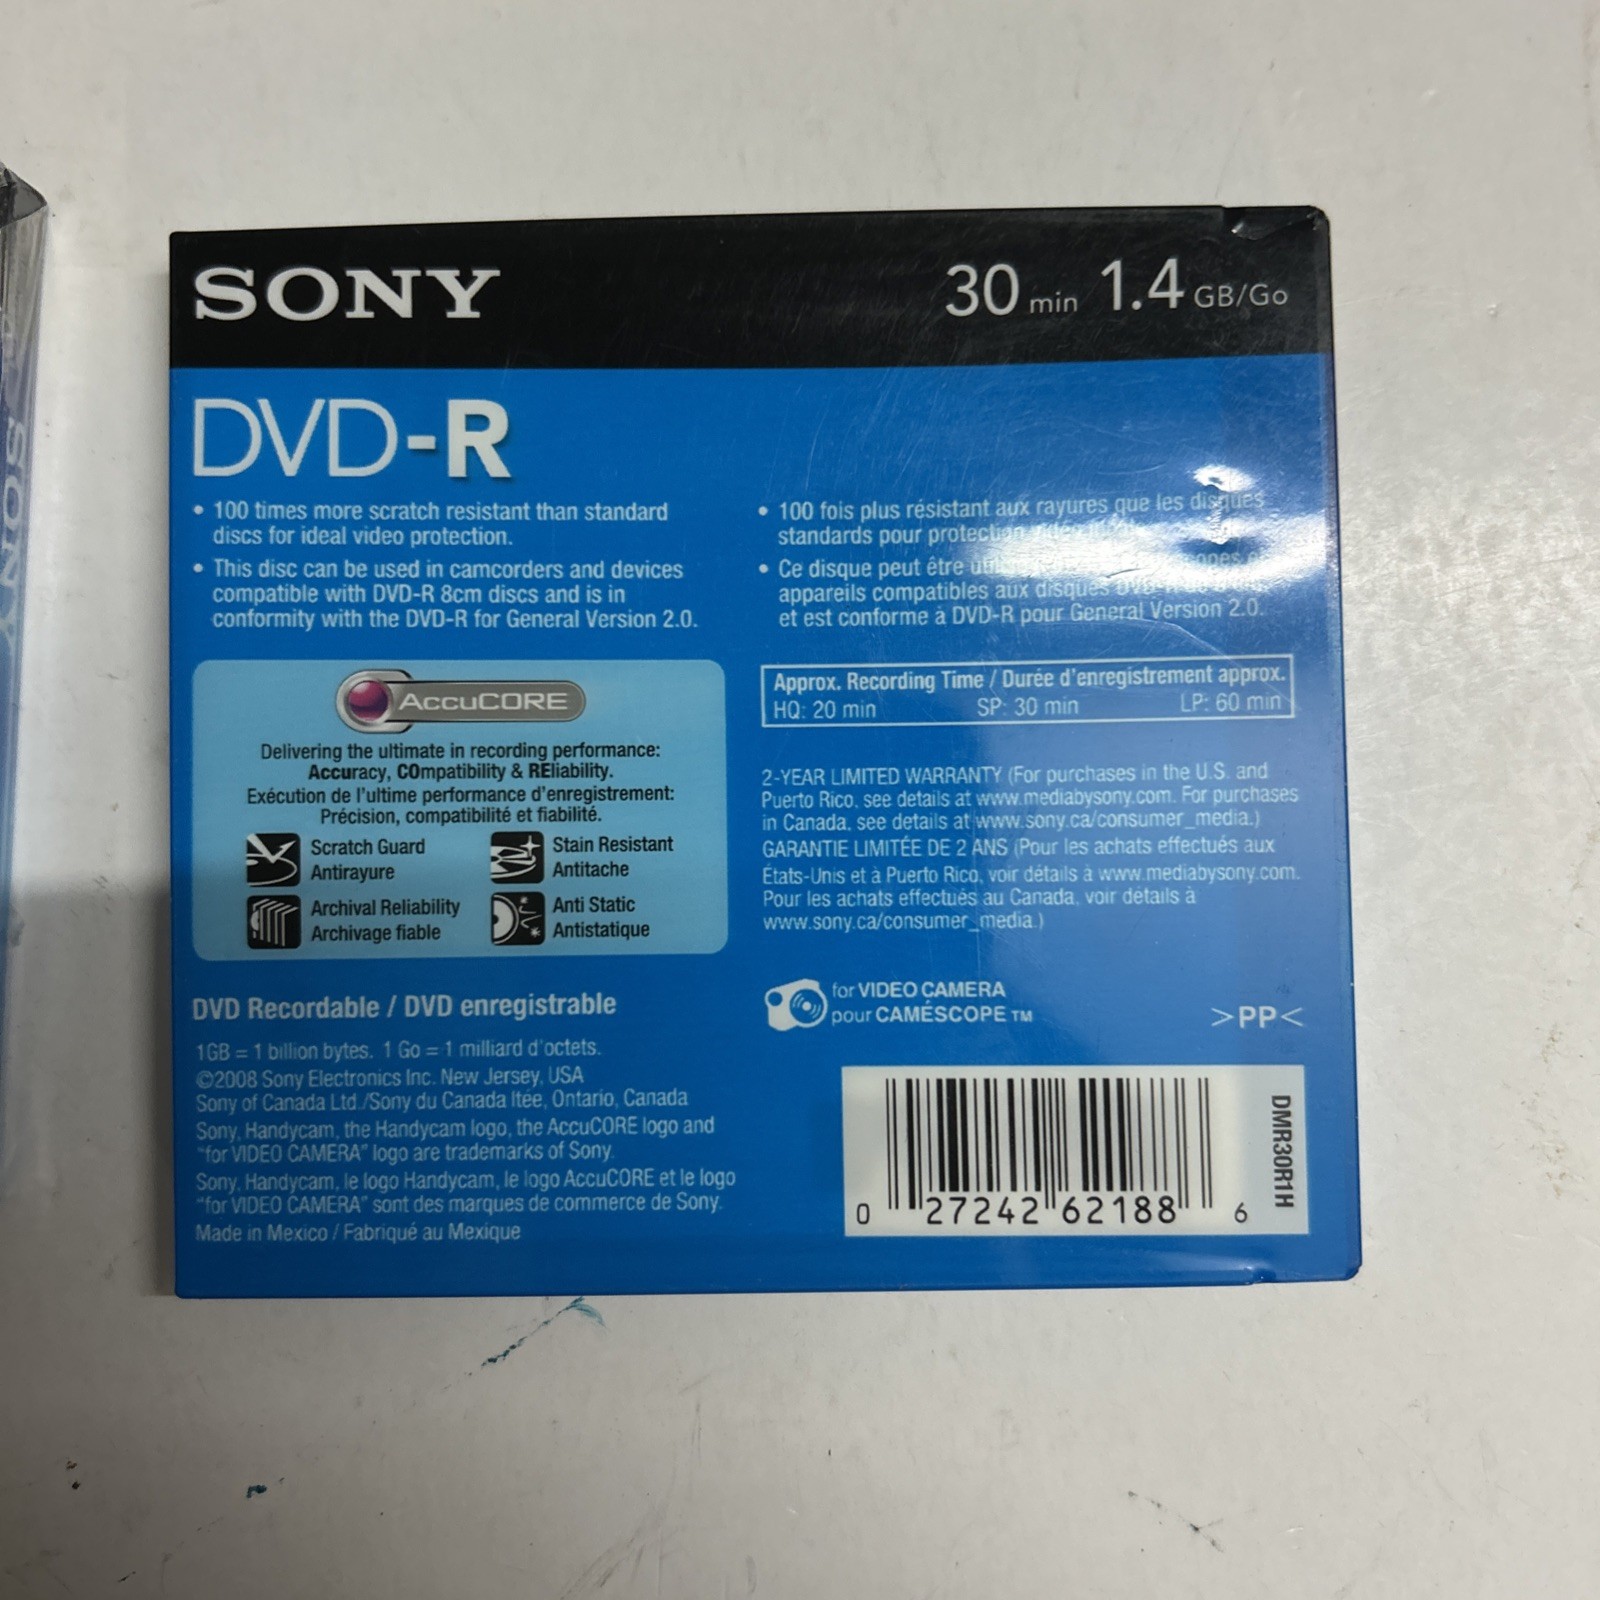 SONY
30 min 1.4 GB/Go
DVD-R
• 100 times more scratch resistant than standard
discs for ideal video protection.
• This disc can be used in camcorders and devices
compatible with DVD-R 8cm discs and is in
conformity with the DVD-R for General Version 2.0.
• 100 fois plus résistant aux rayures que les disques
standards pour protection
• Ce disque peut être
appareils compatibles aux disques
et est conforme à DVD-R pour General Version 2.0.
AccuCORE
Delivering the ultimate in recording performance:
Accuracy, COmpatibility & REliability.
Exécution de l'ultime performance d'enregistrement:
Précision, compatibilité et fiabilité.
Scratch Guard
Antirayure
Stain Resistant
Antitache
Archival Reliability
Archivage fiable
Anti Static
Antistatique
Approx. Recording Time / Durée d'enregistrement approx.
HQ: 20 min SP: 30 min LP: 60 min
2-YEAR LIMITED WARRANTY (For purchases in the U.S. and
Puerto Rico, see details at www.mediabysony.com. For purchases
in Canada, see details at www.sony.ca/consumer_media.)
GARANTIE LIMITÉE DE 2 ANS (Pour les achats effectués aux
États-Unis et à Puerto Rico, voir détails à www.mediabysony.com.
Pour les achats effectués au Canada, voir détails à
www.sony.ca/consumer_media.)
DVD Recordable / DVD enregistrable
1GB = 1 billion bytes. 1 Go = 1 milliard d'octets.
©2008 Sony Electronics Inc. New Jersey, USA
Sony of Canada Ltd./Sony du Canada ltée, Ontario, Canada
Sony, Handycam, the Handycam logo, the AccuCORE logo and
"for VIDEO CAMERA" logo are trademarks of Sony.
Sony, Handycam, le logo Handycam, le logo AccuCORE et le logo
"for VIDEO CAMERA" sont des marques de commerce de Sony.
Made in Mexico / Fabriqué au Mexique
for VIDEO CAMERA
pour CAMÉSCOPE TM
>PP<
0 27242 62188 6
DMR30R1H
SONY